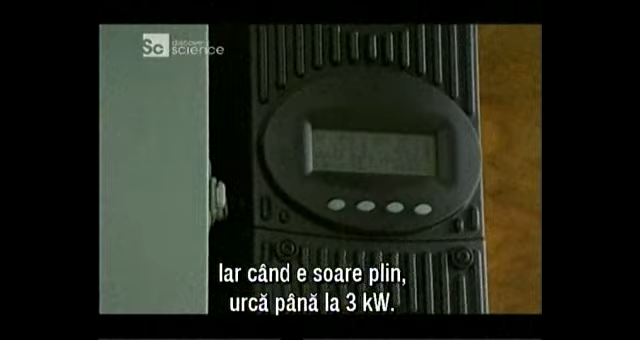 Sc discovery
science
Iar când e soare plin,
urcă până la 3 kW.